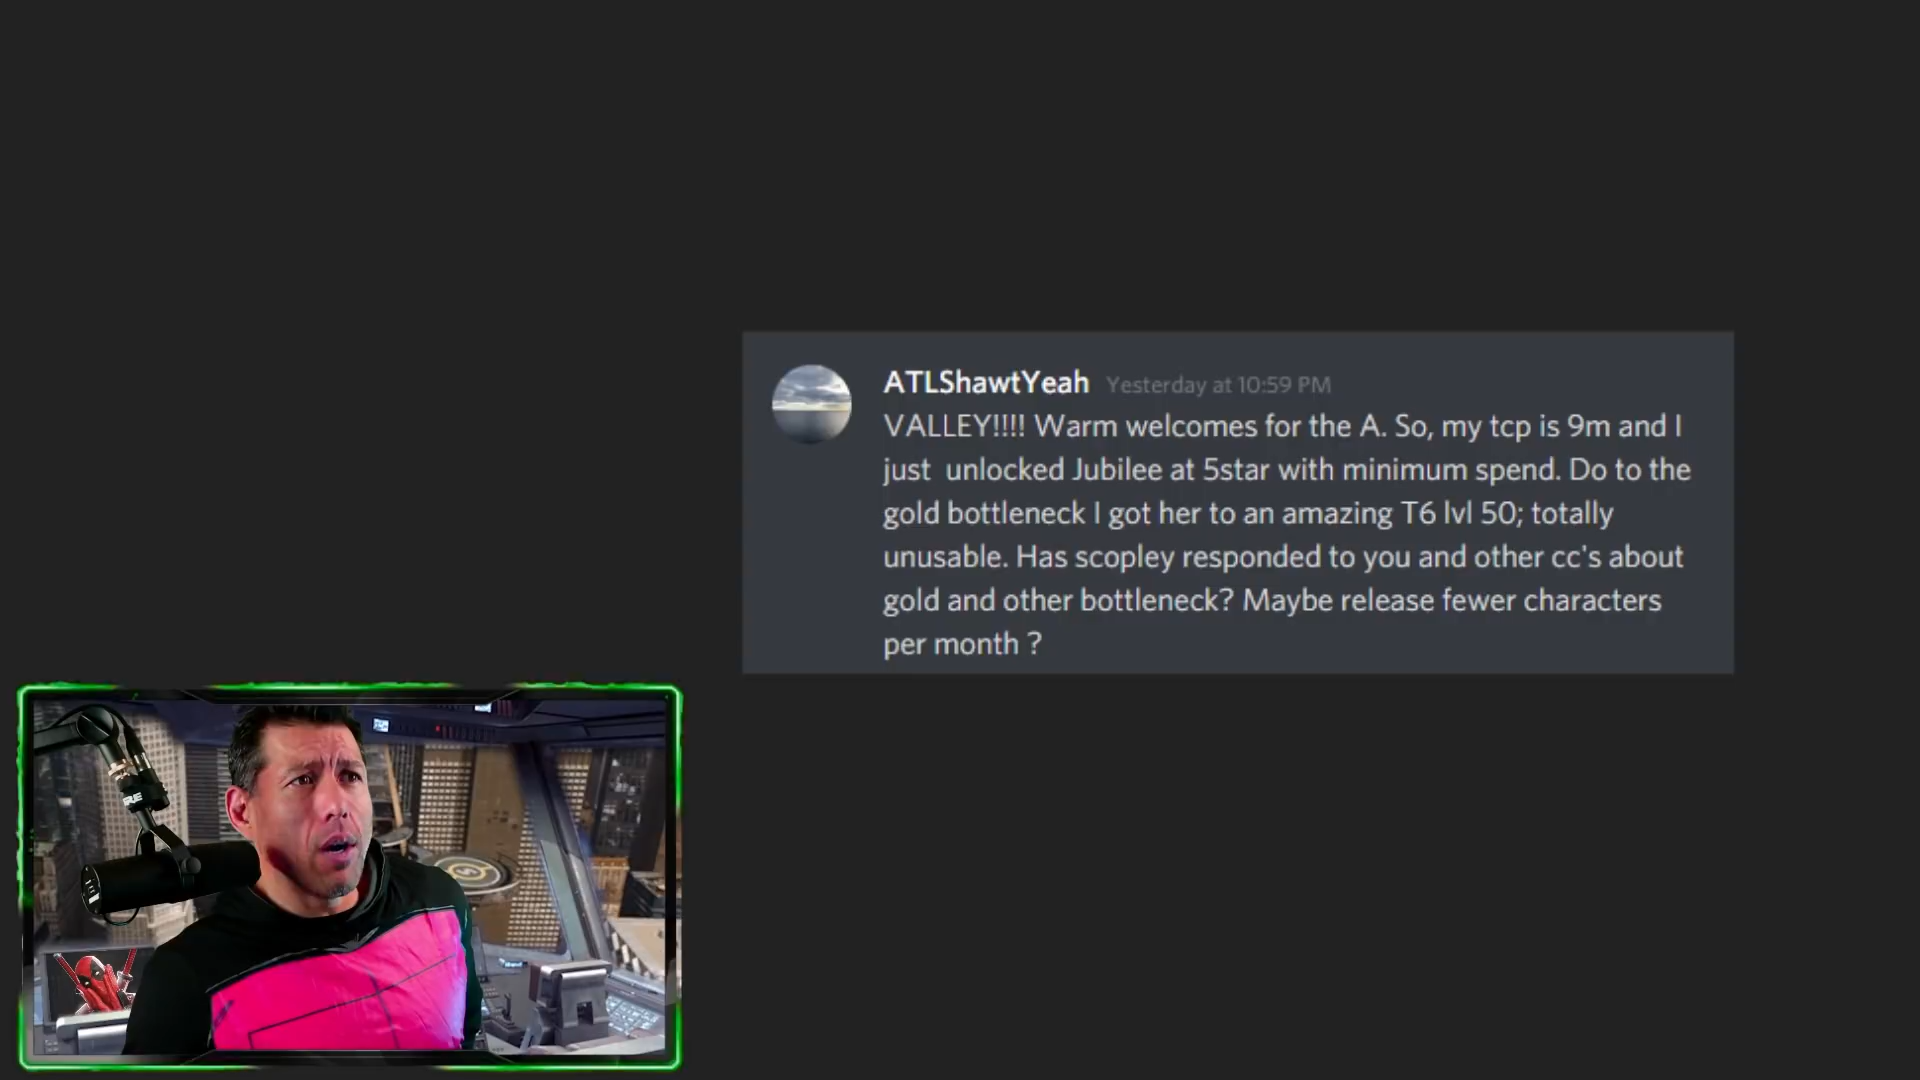 ATLShawtYeah Yesterday at 10:59 PM
VALLEY!!!! Warm welcomes for the A. So, my tcp is 9m and I
just unlocked Jubilee at 5star with minimum spend. Do to the
gold bottleneck I got her to an amazing T6 lvl 50; totally
unusable. Has scopley responded to you and other cc's about
gold and other bottleneck? Maybe release fewer characters
per month ?